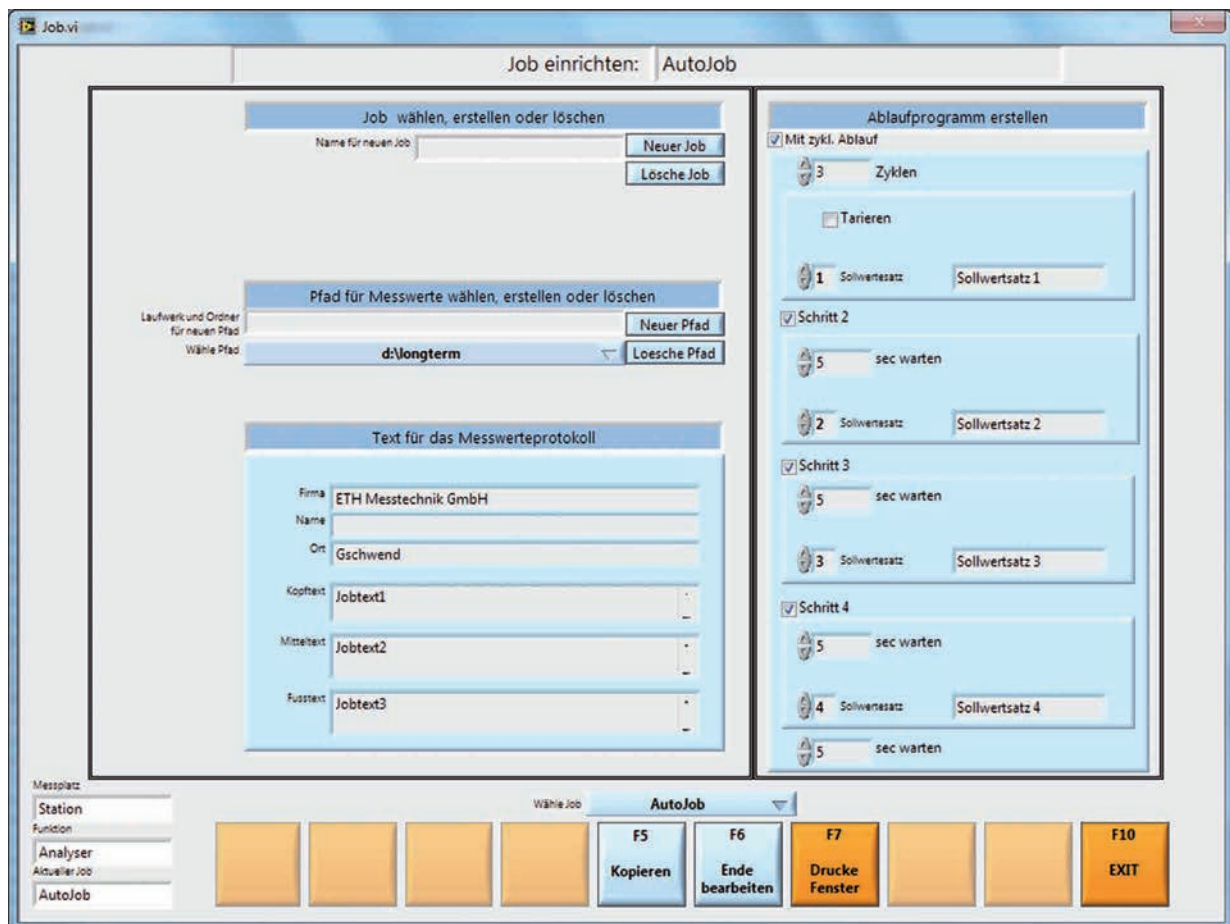 Job.vi
Job einrichten: AutoJob
Job wählen, erstellen oder löschen
Name für neuen Job
Neuer Job
Lösche Job
Pfad für Messwerte wählen, erstellen oder löschen
Laufwerk und Ordner
für neuen Pfad
Neuer Pfad
Wähle Pfad
d:\longterm
Loesche Pfad
Text für das Messwerteprotokoll
Firma ETH Messtechnik GmbH
Name
Ort Gschwend
Kopftext Jobtext1
Mitteltext Jobtext2
Fusstext Jobtext3
Ablaufprogramm erstellen
Mit zykl. Ablauf
3 Zyklen
Tarieren
1 Sollwertesatz Sollwertsatz 1
Schritt 2
5 sec warten
2 Sollwertesatz Sollwertsatz 2
Schritt 3
5 sec warten
3 Sollwertesatz Sollwertsatz 3
Schritt 4
5 sec warten
4 Sollwertesatz Sollwertsatz 4
5 sec warten
Messplatz
Station
Funktion
Analyser
Aktueller Job
AutoJob
Wähle Job AutoJob
F5
Kopieren
F6
Ende
bearbeiten
F7
Drucke
Fenster
F10
EXIT